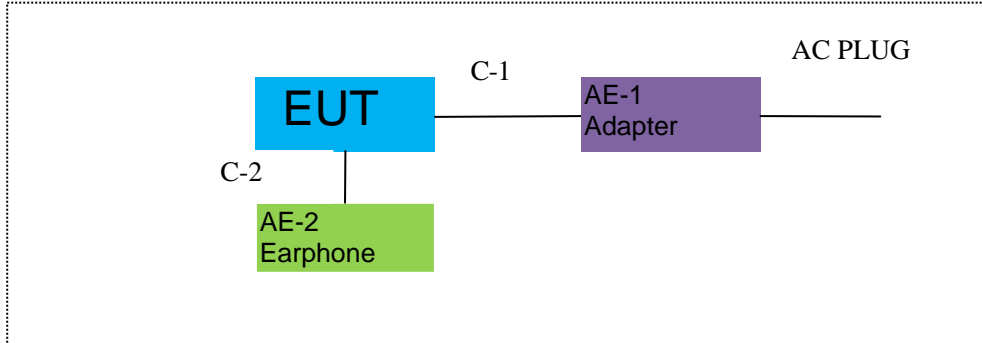 AC PLUG
C-1
EUT
AE-1
Adapter
C-2
AE-2
Earphone